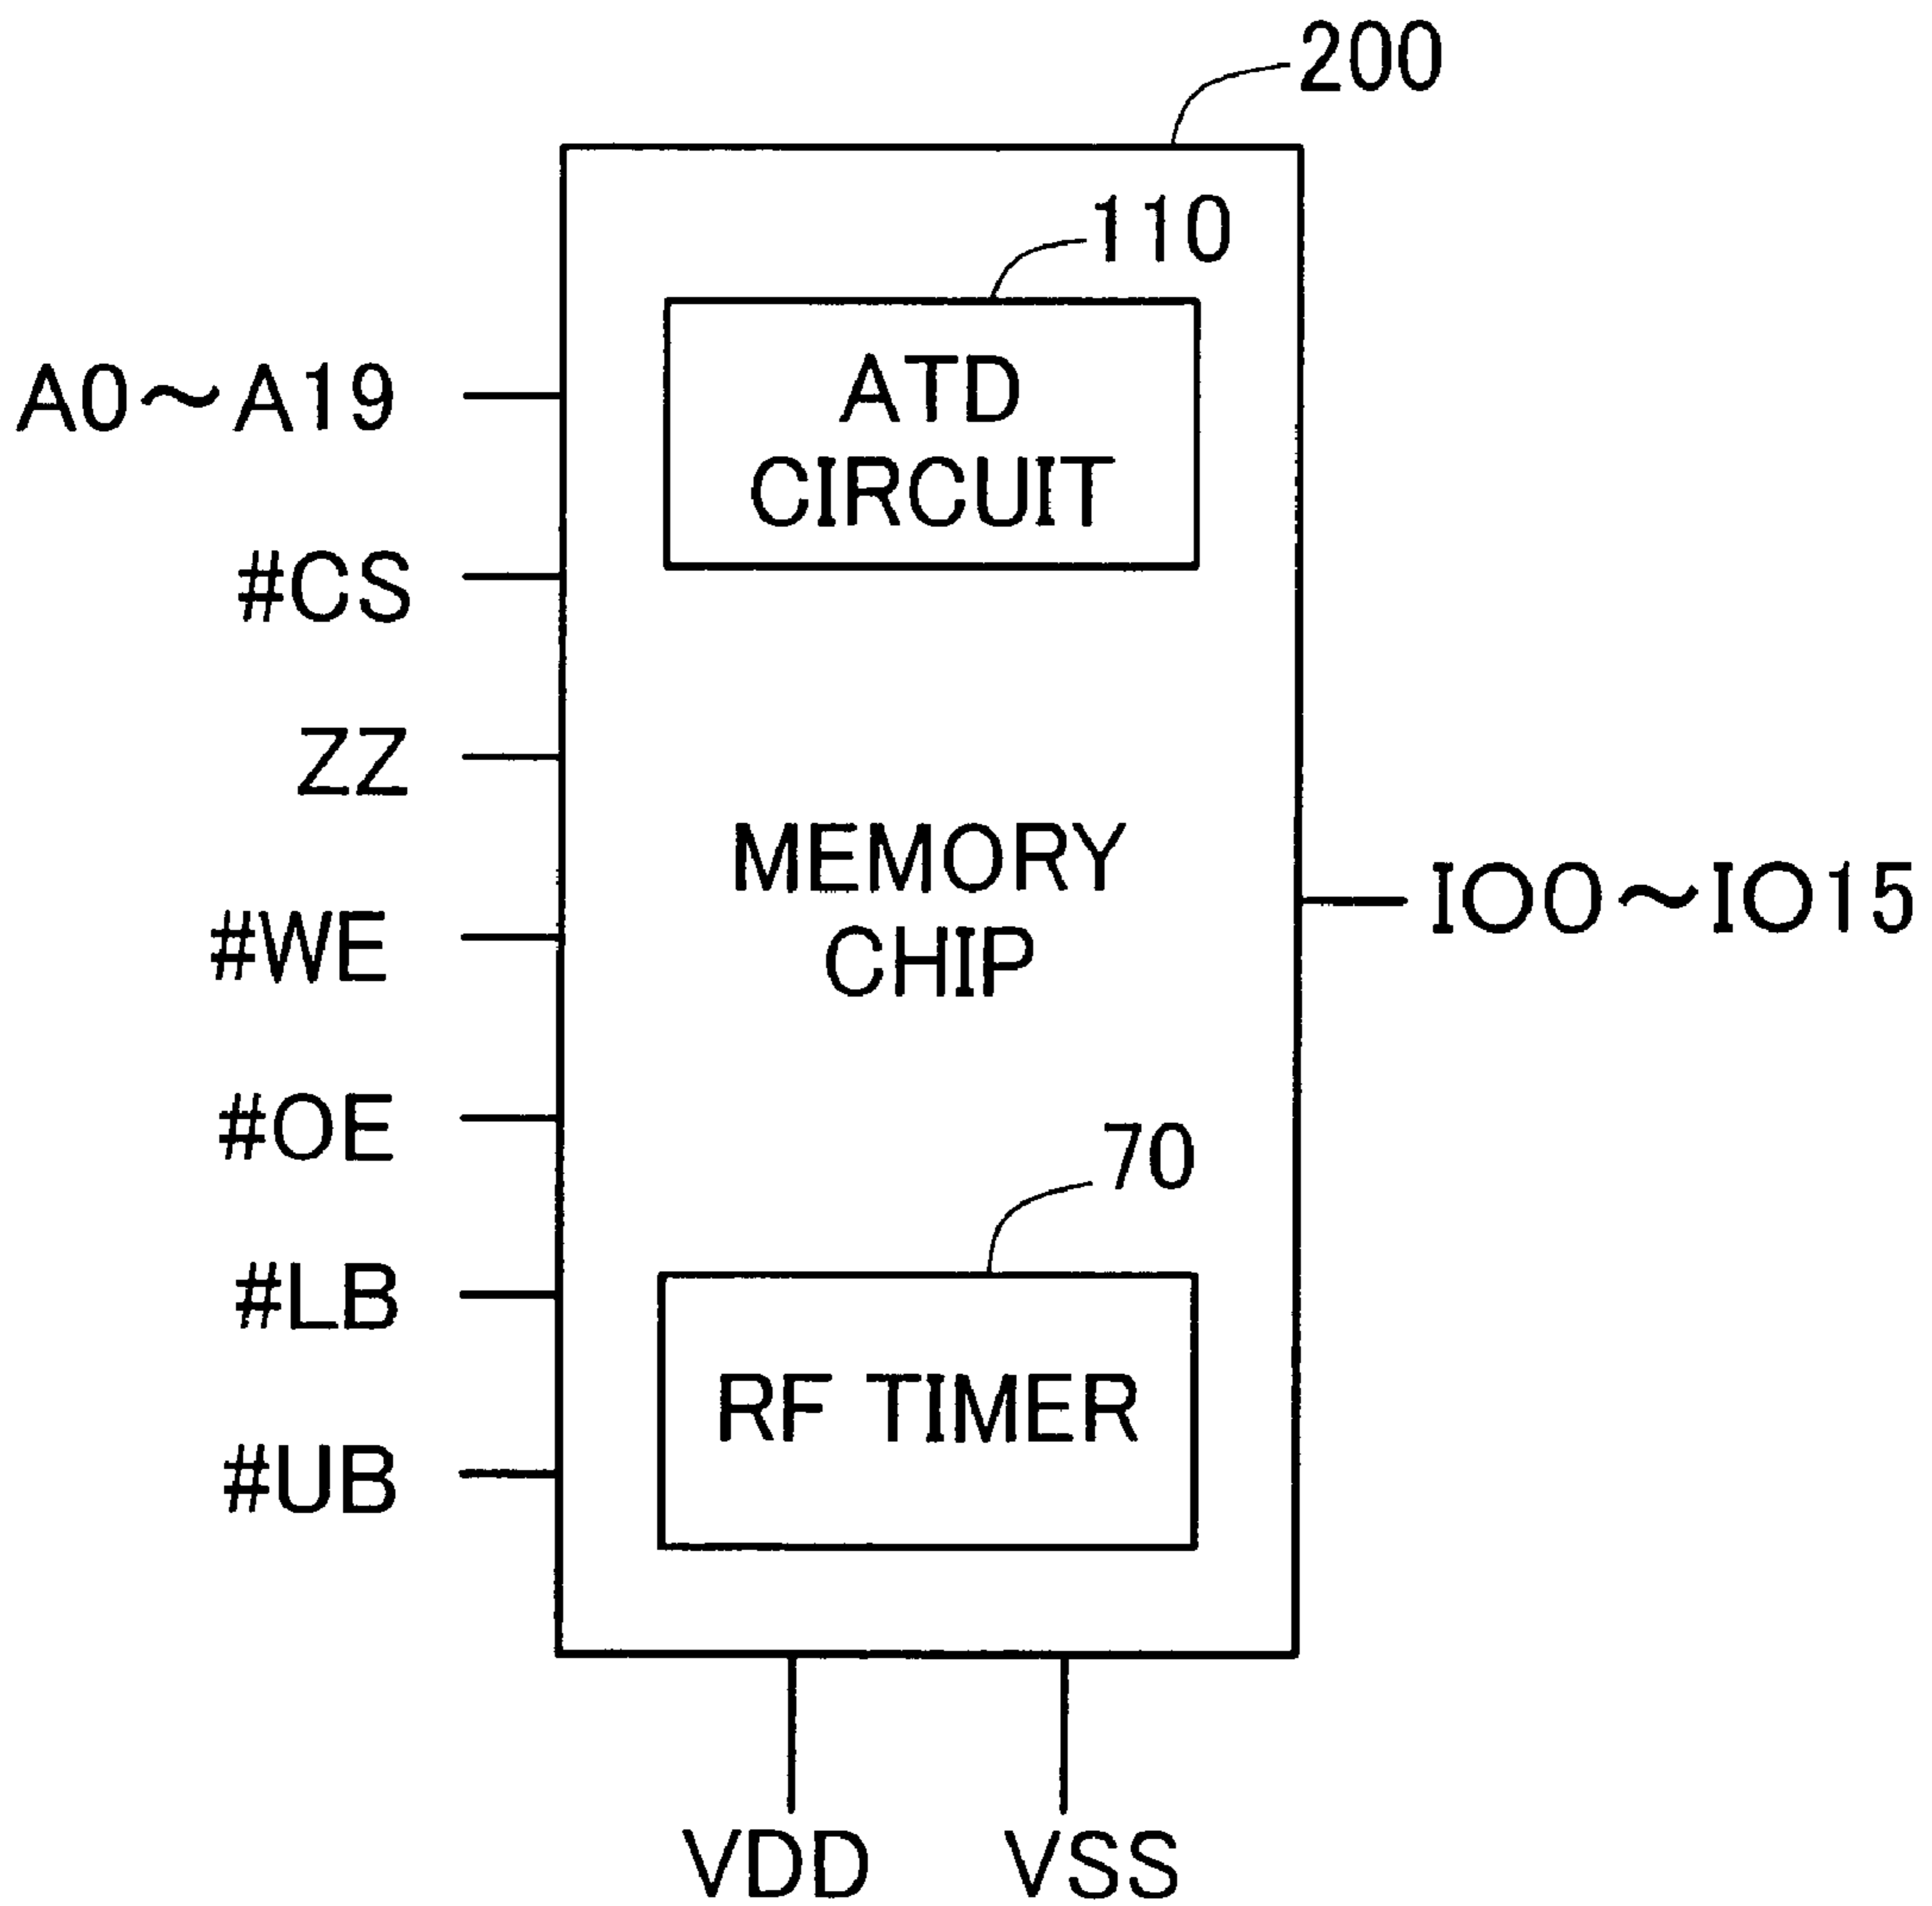 200
110
ATD
CIRCUIT
A0～A19
#CS
ZZ
#WE
#OE
#LB
#UB
MEMORY
CHIP
IO0～IO15
70
RF TIMER
VDD
VSS